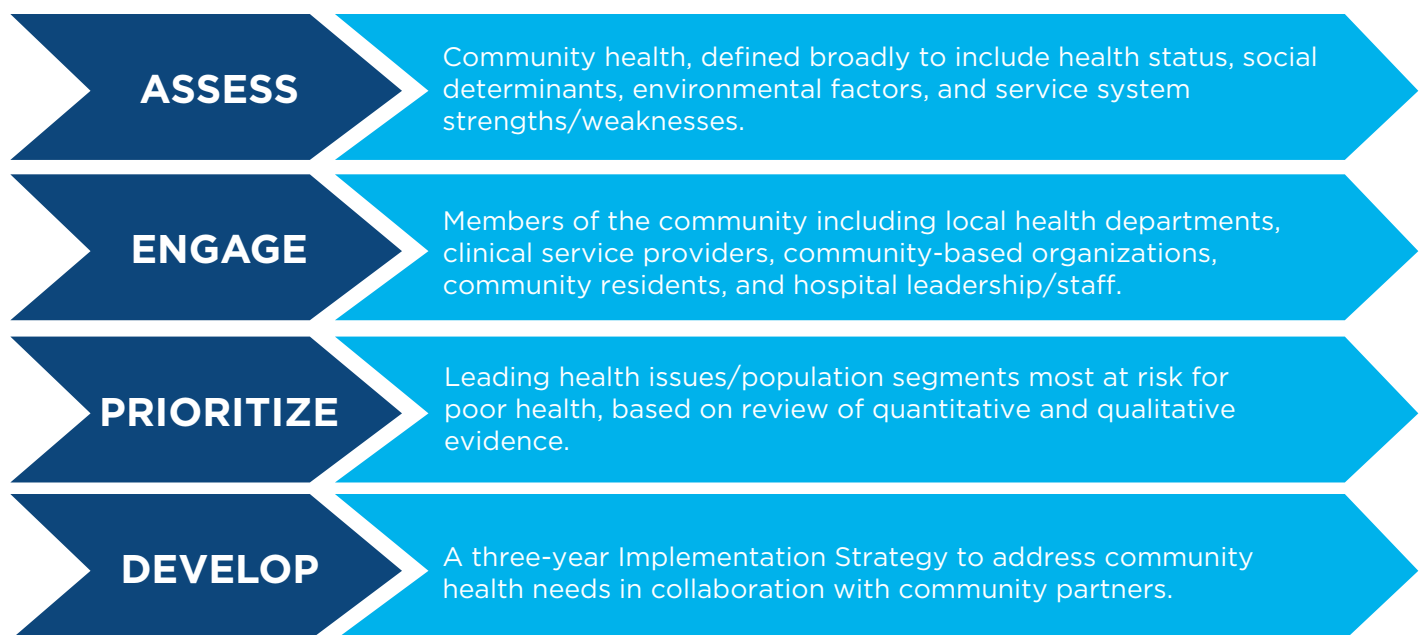 ASSESS
Community health, defined broadly to include health status, social
determinants, environmental factors, and service system
strengths/weaknesses.
ENGAGE
Members of the community including local health departments,
clinical service providers, community-based organizations,
community residents, and hospital leadership/staff.
PRIORITIZE
Leading health issues/population segments most at risk for
poor health, based on review of quantitative and qualitative
evidence.
DEVELOP
A three-year Implementation Strategy to address community
health needs in collaboration with community partners.